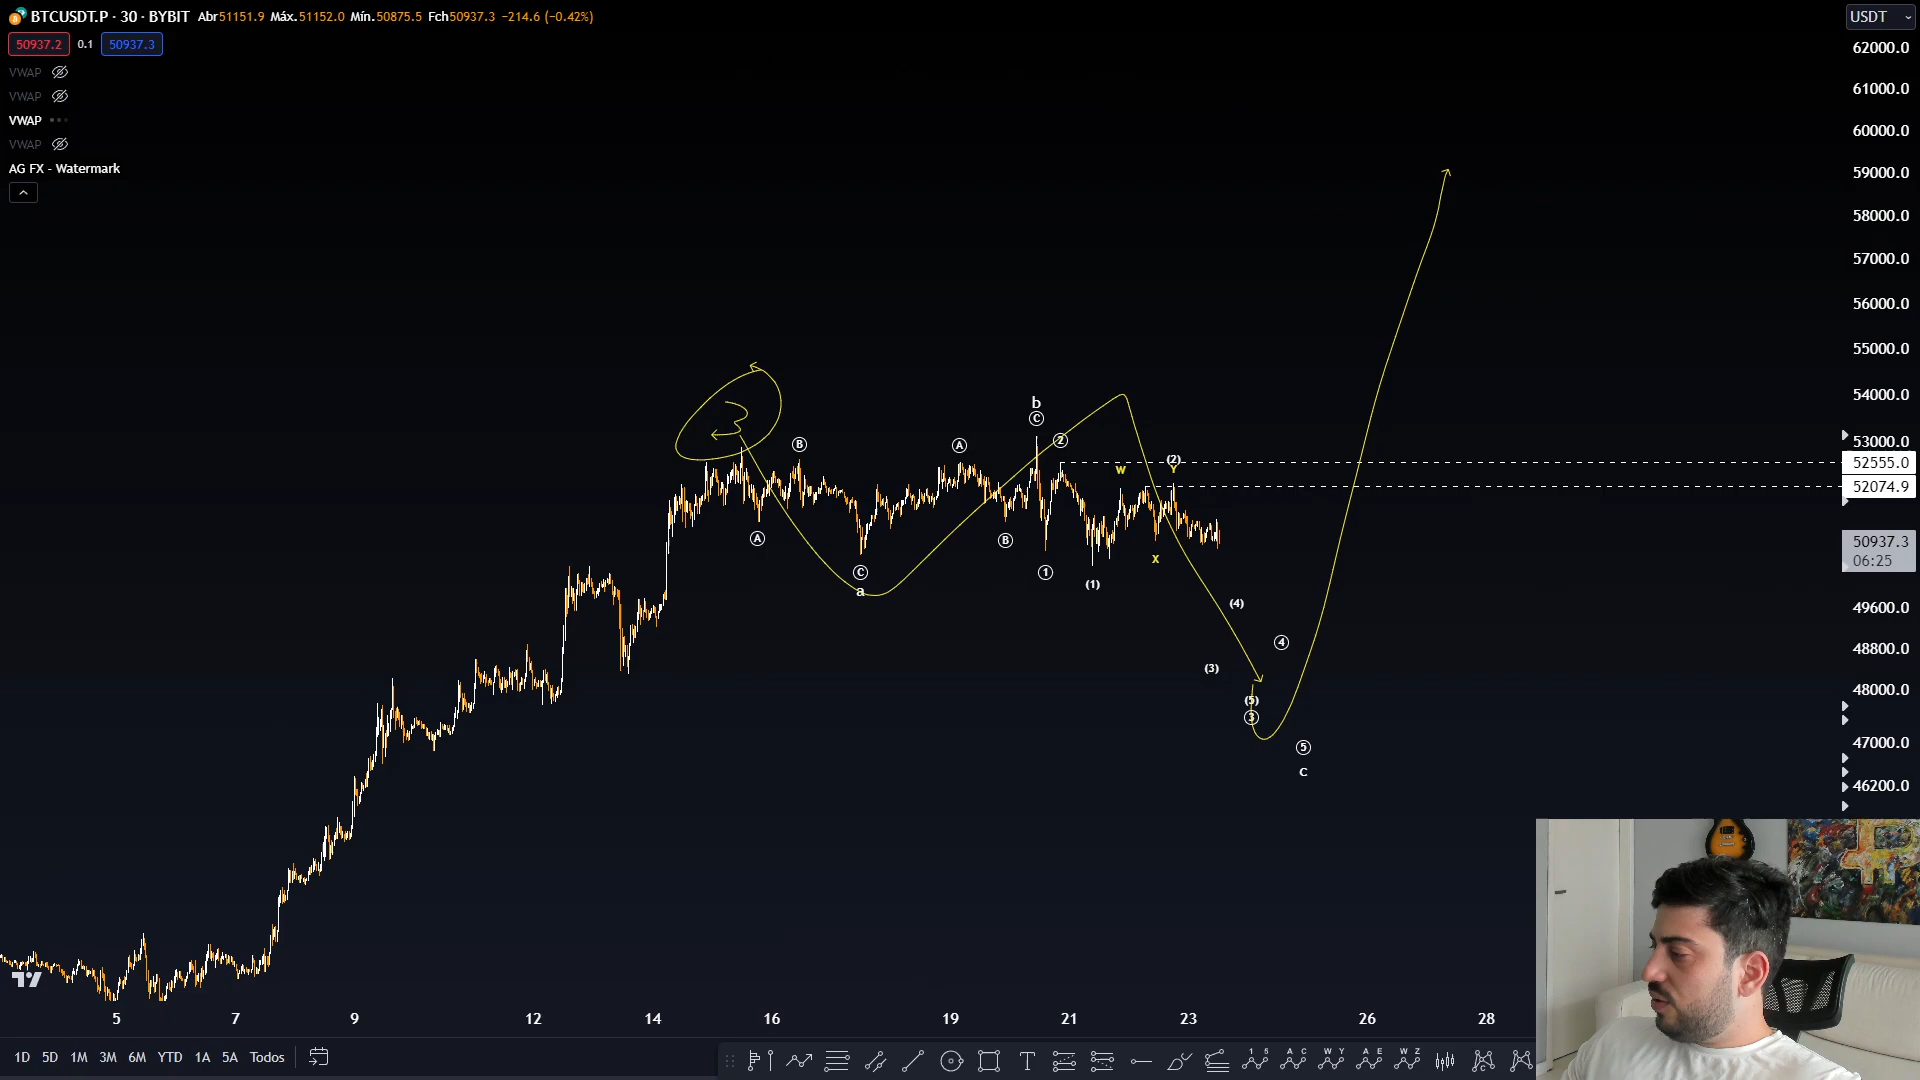 BTCUSDT.P · 30 · BYBIT Abr51151.9 Máx.51152.0 Mín.50875.5 Fch50937.3 −214.6 (−0.42%)
USDT
50937.2 0.1 50937.3
VWAP
VWAP
VWAP
VWAP
AG FX - Watermark
62000.0
61000.0
60000.0
59000.0
58000.0
57000.0
56000.0
55000.0
54000.0
53000.0
52555.0
52074.9
50937.3
06:25
49600.0
48800.0
48000.0
47000.0
46200.0
3
B
A
C
a
A
B
b
C
2
1
(1)
W
X
(2)
Y
(4)
(3)
4
(5)
3
5
c
5 7 9 12 14 16 19 21 23 26 28
1D 5D 1M 3M 6M YTD 1A 5A Todos
T
1 5
A C
W Y
A E
W Z